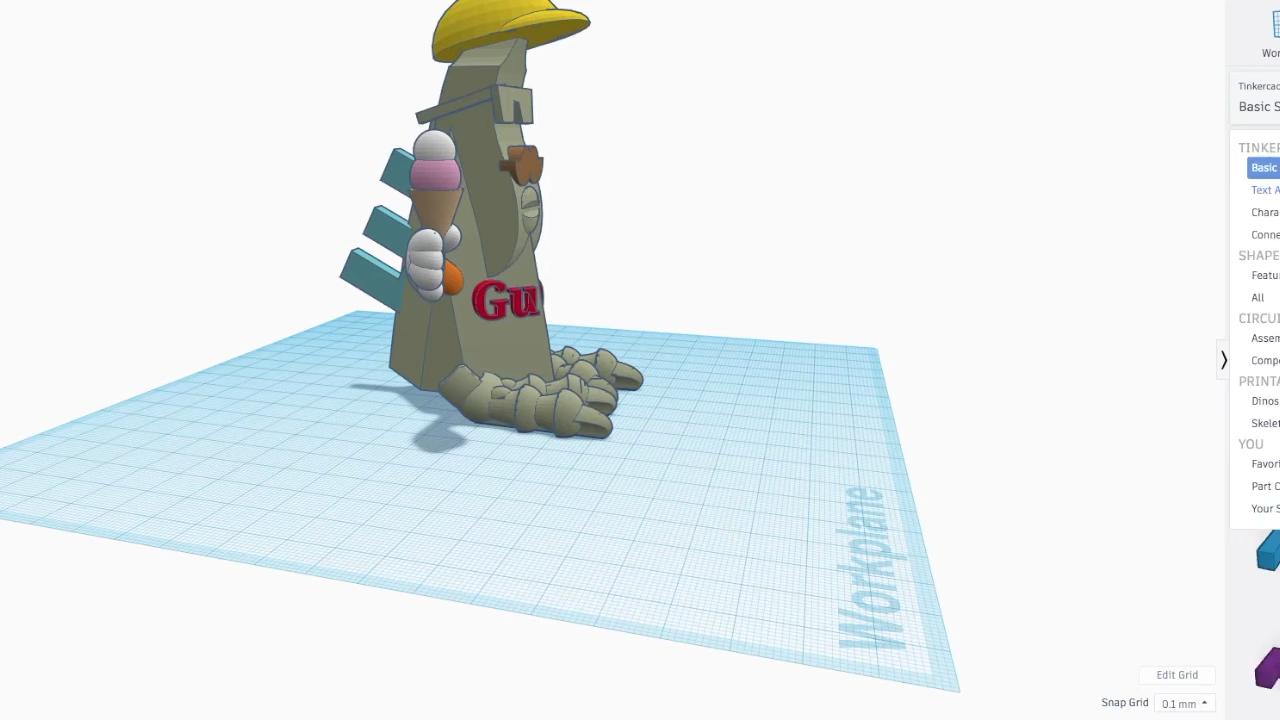 Wor
Tinkercad
Basic S
TINKER
Basic
Text A
Chara
Conne
SHAPE
Featu
All
CIRCUI
Assem
Compo
PRINTA
Dinos
Skelet
YOU
Favori
Part C
Your S
Gu
Workplane
Edit Grid
Snap Grid 0.1 mm